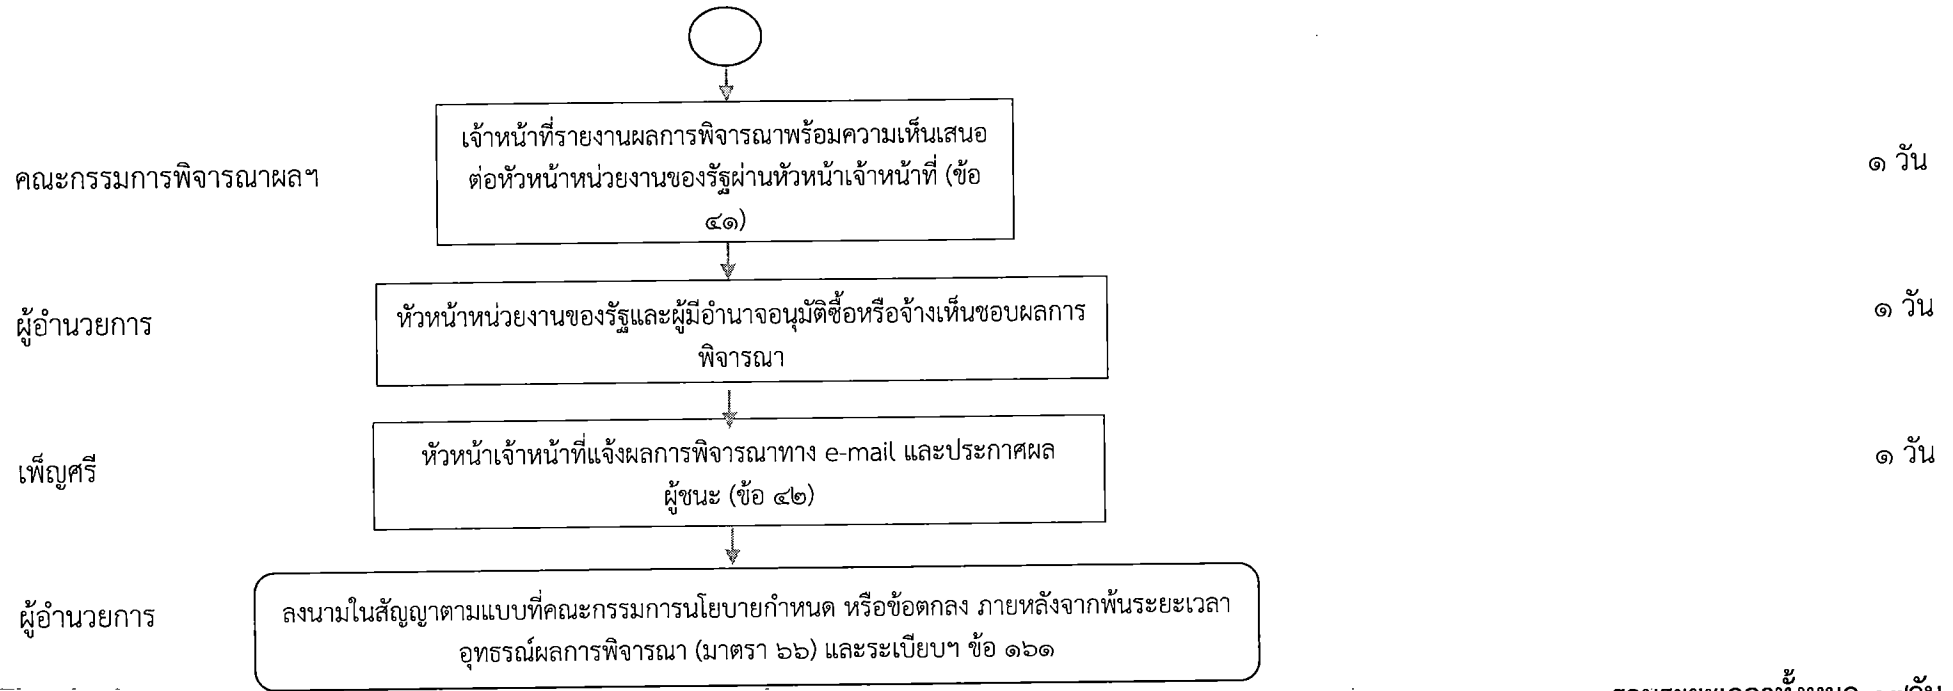 เจ้าหน้าที่รายงานผลการพิจารณาพร้อมความเห็นเสนอ
คณะกรรมการพิจารณาผลฯ
ต่อหัวหน้าหน่วยงานของรัฐผ่านหัวหน้าเจ้าหน้าที่ (ข้อ
๔๑)
๑ วัน
ผู้อำนวยการ
หัวหน้าหน่วยงานของรัฐและผู้มีอำนาจอนุมัติซื้อหรือจ้างเห็นชอบผลการ
พิจารณา
๑ วัน
เพ็ญศรี
หัวหน้าเจ้าหน้าที่แจ้งผลการพิจารณาทาง e-mail และประกาศผล
ผู้ชนะ (ข้อ ๔๒)
๑ วัน
ผู้อำนวยการ
ลงนามในสัญญาตามแบบที่คณะกรรมการนโยบายกำหนด หรือข้อตกลง ภายหลังจากพ้นระยะเวลา
อุทธรณ์ผลการพิจารณา (มาตรา ๖๖) และระเบียบฯ ข้อ ๑๖๑